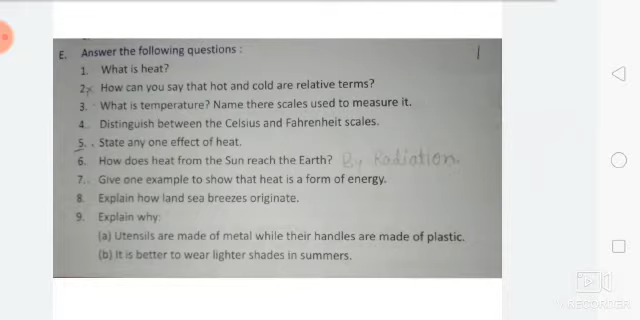 E. Answer the following questions :
1. What is heat?
2. How can you say that hot and cold are relative terms?
3. What is temperature? Name there scales used to measure it.
4. Distinguish between the Celsius and Fahrenheit scales.
5. State any one effect of heat.
6. How does heat from the Sun reach the Earth? By Radiation.
7. Give one example to show that heat is a form of energy.
8. Explain how land sea breezes originate.
9. Explain why:
(a) Utensils are made of metal while their handles are made of plastic.
(b) It is better to wear lighter shades in summers.
RECORDER